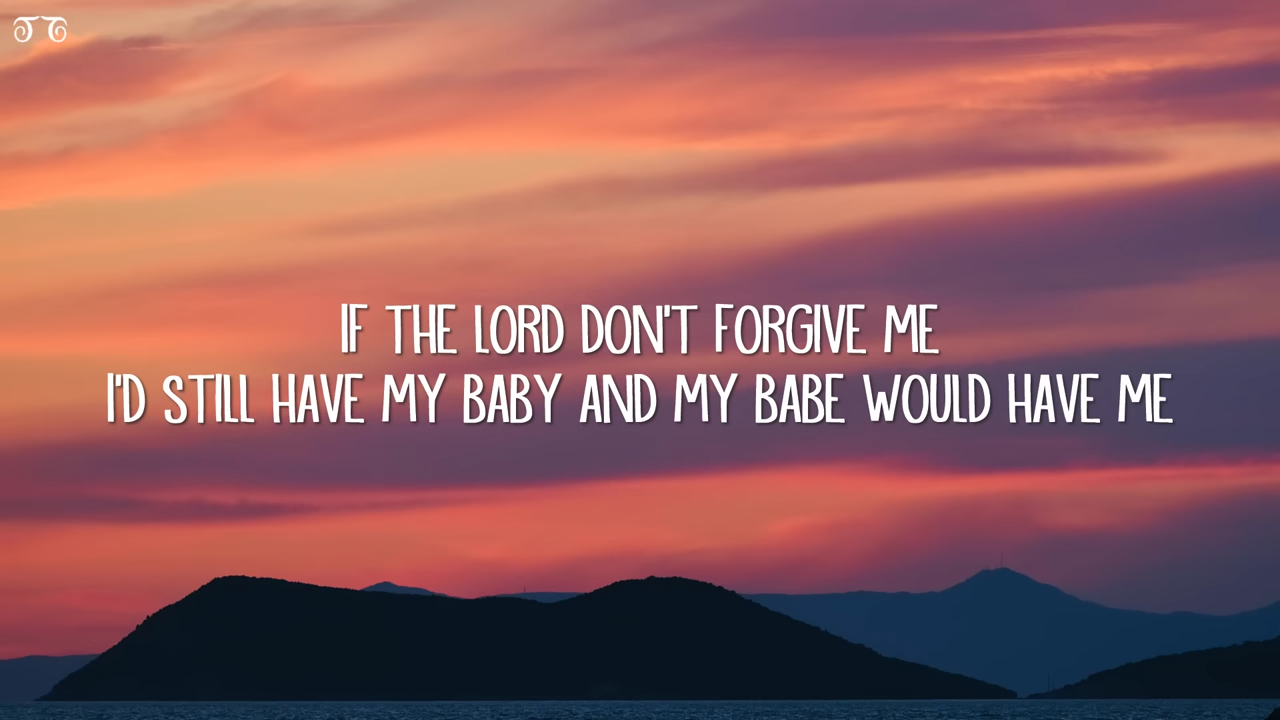 IF THE LORD DON'T FORGIVE ME
I'D STILL HAVE MY BABY AND MY BABE WOULD HAVE ME